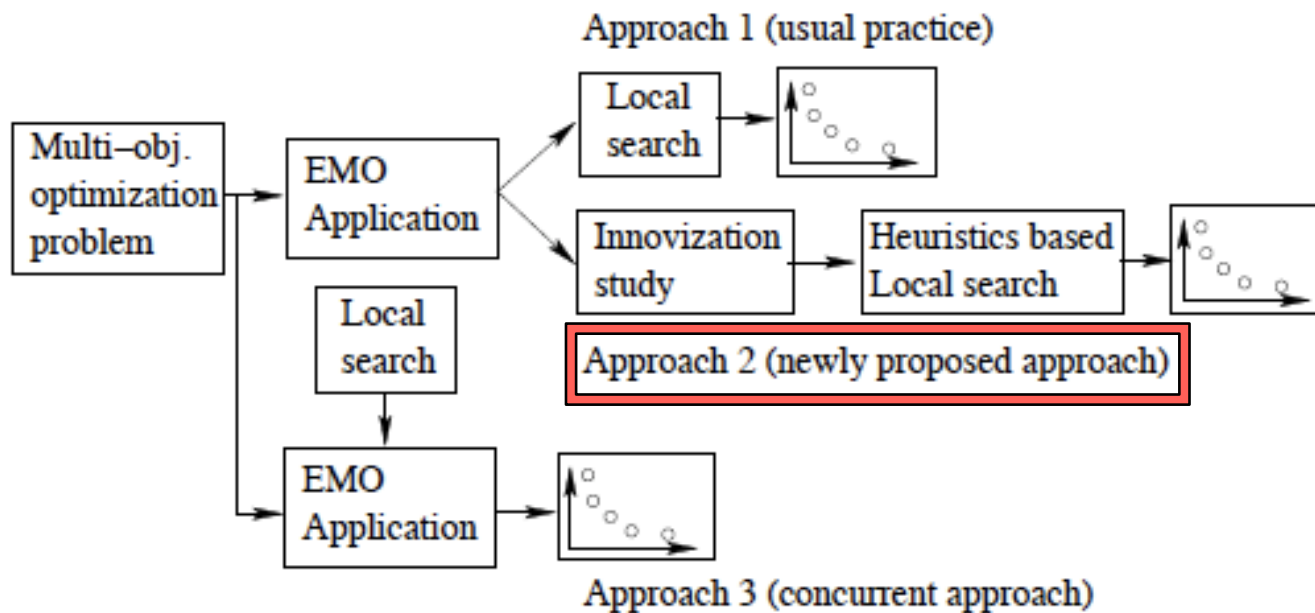 Approach 1 (usual practice)
Local
search
Multi–obj.
optimization
problem
EMO
Application
Innovization
study
Heuristics based
Local search
Local
search
Approach 2 (newly proposed approach)
EMO
Application
Approach 3 (concurrent approach)